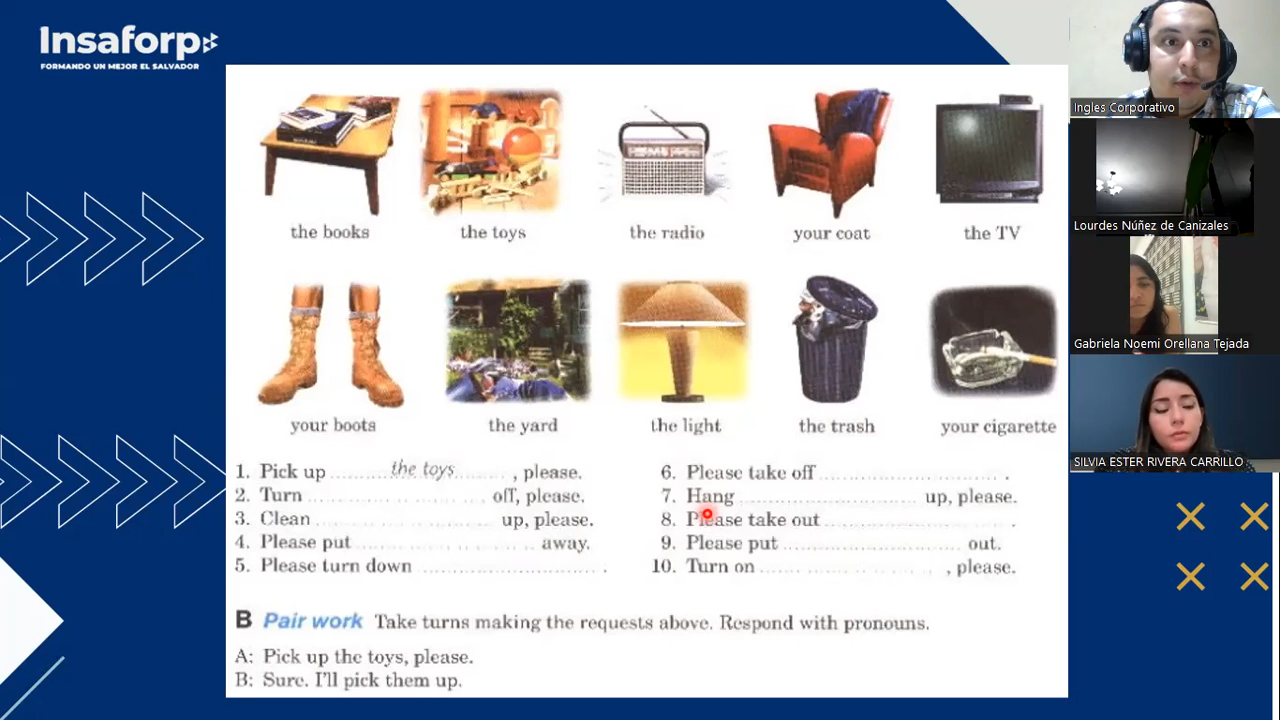 Insaforp
FORMANDO UN MEJOR EL SALVADOR
the books the toys the radio your coat the TV
your boots the yard the light the trash your cigarette
1. Pick up the toys, please.
2. Turn off, please.
3. Clean up, please.
4. Please put away.
5. Please turn down .
6. Please take off .
7. Hang up, please.
8. Please take out .
9. Please put out.
10. Turn on , please.
B Pair work Take turns making the requests above. Respond with pronouns.
A: Pick up the toys, please.
B: Sure. I'll pick them up.
Ingles Corporativo
Lourdes Núñez de Canizales
Gabriela Noemi Orellana Tejada
SILVIA ESTER RIVERA CARRILLO